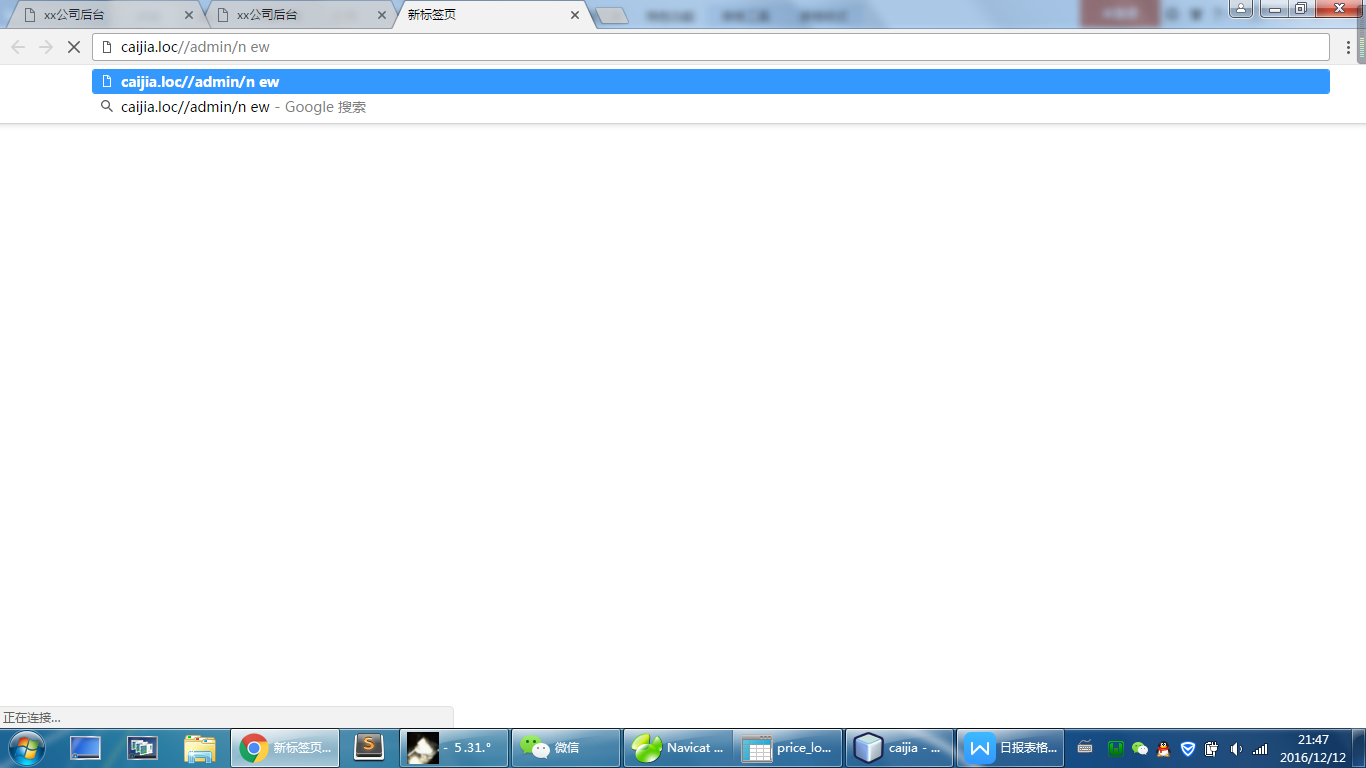 xx公司后台
xx公司后台
新标签页
caijia.loc//admin/n ew
caijia.loc//admin/n ew
caijia.loc//admin/n ew - Google 搜索
正在连接...
新标签页...
- 5.31.°
微信
Navicat ...
price_lo...
caijia - ...
日报表格...
21:47
2016/12/12